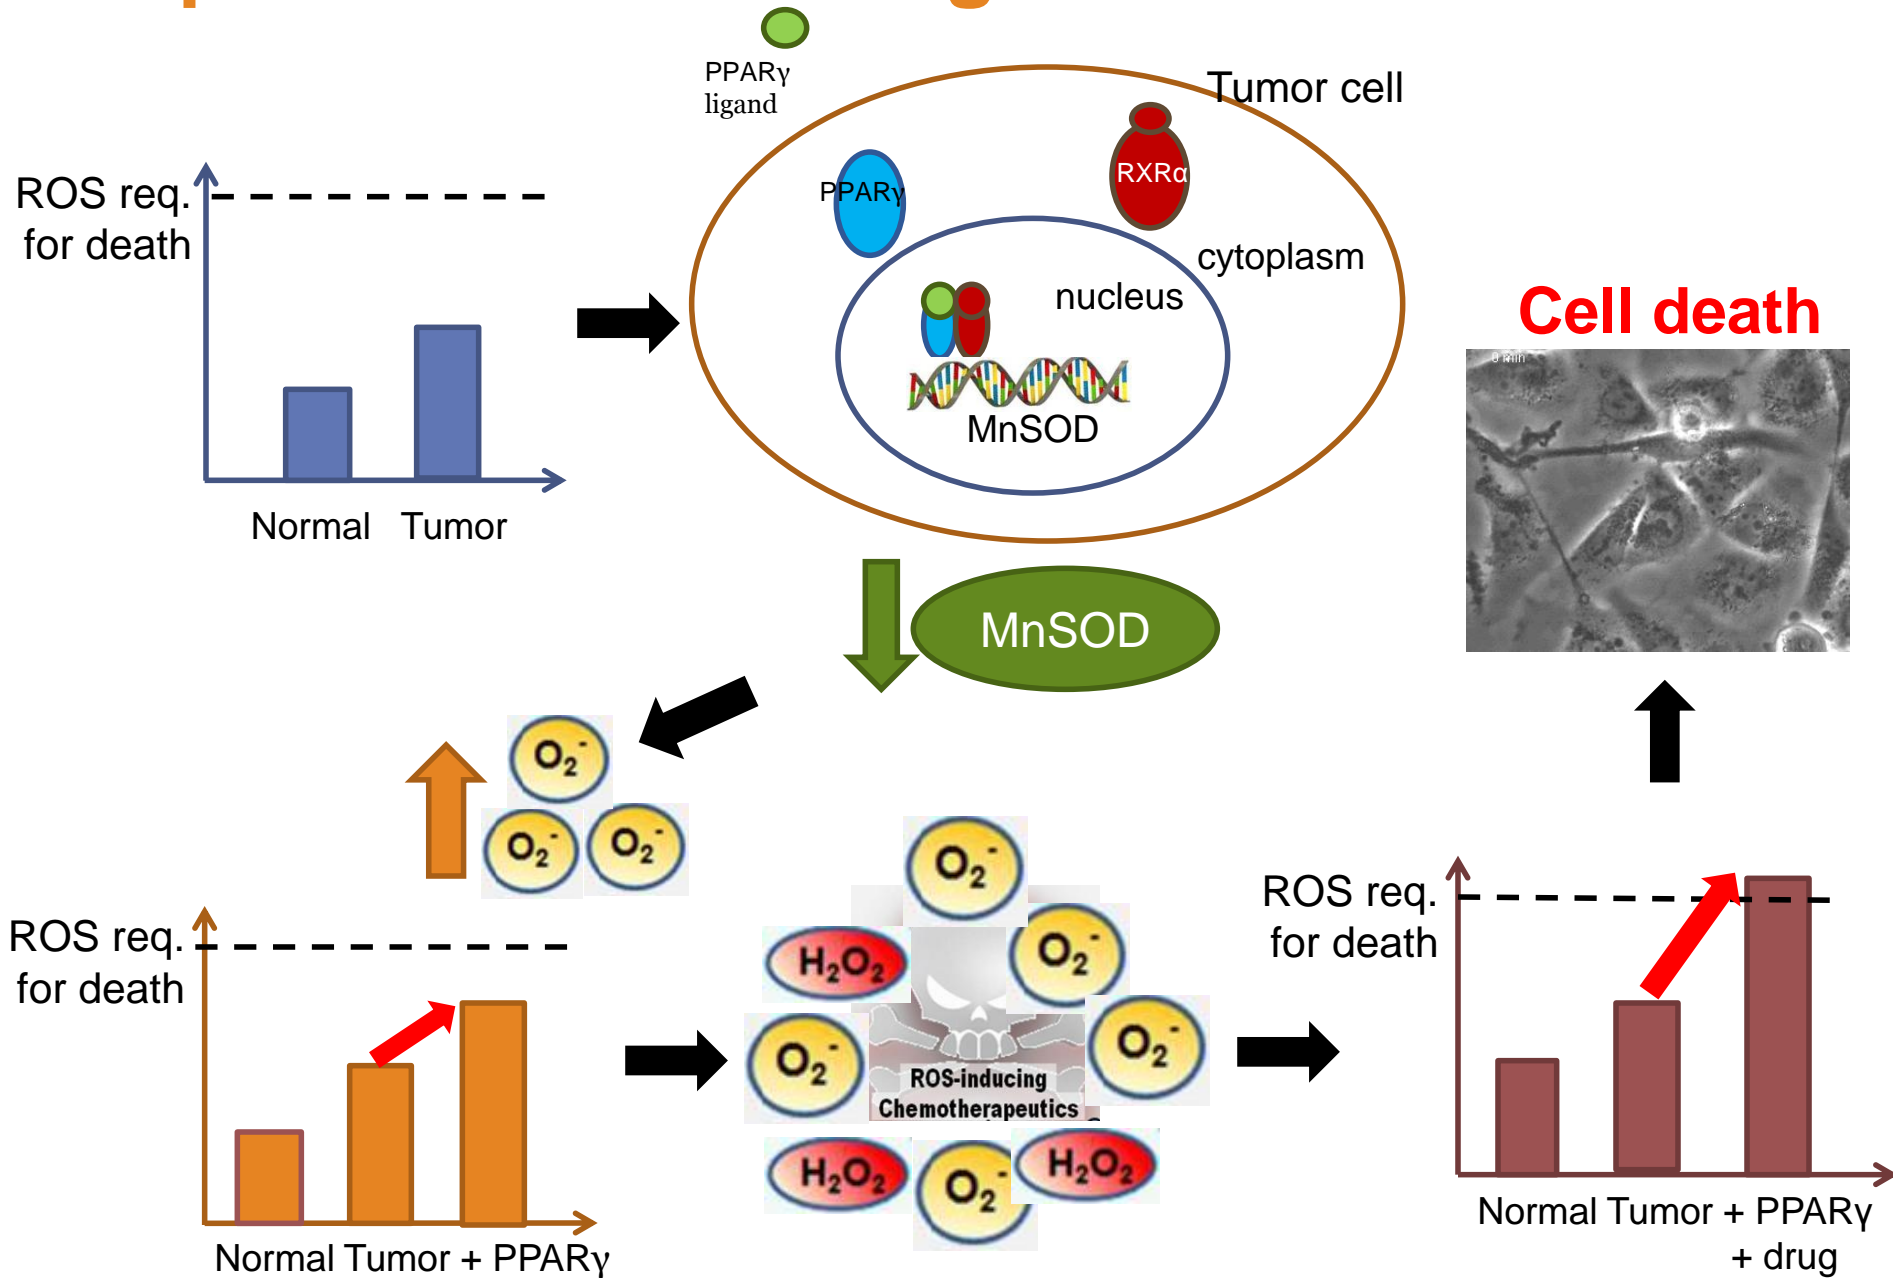 PPARγ
ligand
Tumor cell
ROS req.
for death
PPARγ
RXRα
cytoplasm
nucleus
MnSOD
Normal Tumor
Cell death
0 min
MnSOD
O₂⁻
O₂⁻ O₂⁻
ROS req.
for death
Normal Tumor + PPARγ
O₂⁻
H₂O₂
O₂⁻
O₂⁻
O₂⁻
ROS-inducing
Chemotherapeutics
H₂O₂
O₂⁻
H₂O₂
ROS req.
for death
Normal Tumor + PPARγ
+ drug